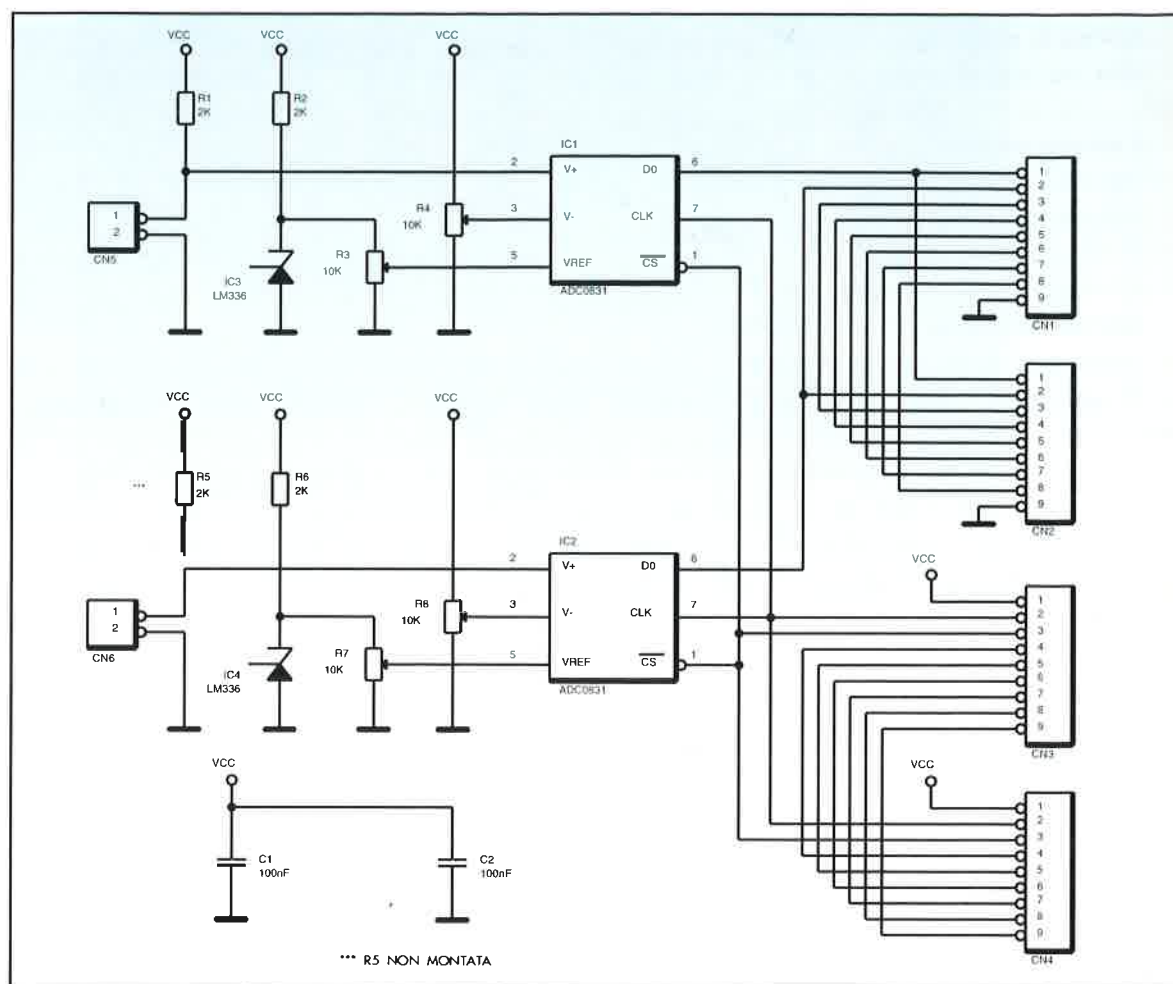 VCC
VCC
VCC
R1
2K
R2
2K
IC1
2
V+
D0
6
R4
10K
3
V-
CLK
7
R3
10K
5
VREF
CS
1
ADC0831
1
2
CN5
IC3
LM336
1
2
3
4
5
6
7
8
9
CN1
1
2
3
4
5
6
7
8
9
CN2
VCC
VCC
VCC
...
R5
2K
R6
2K
IC2
2
V+
D0
6
R8
10K
3
V-
CLK
7
R7
10K
5
VREF
CS
1
ADC0831
1
2
CN6
IC4
LM336
VCC
1
2
3
4
5
6
7
8
9
CN3
VCC
1
2
3
4
5
6
7
8
9
CN4
VCC
C1
100nF
C2
100nF
... R5 NON MONTATA